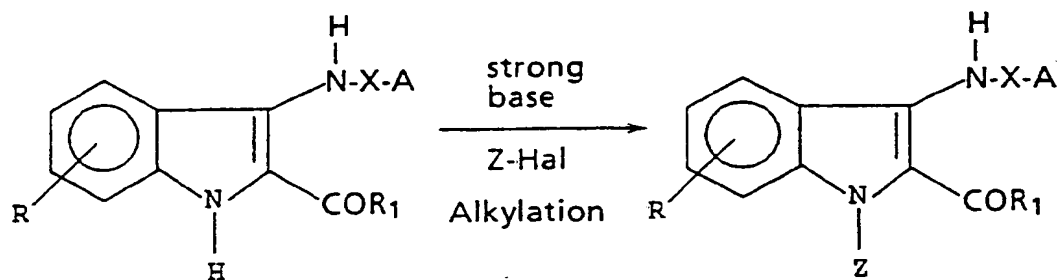 H
N-X-A
R
N
H
COR1
strong
base
Z-Hal
Alkylation
H
N-X-A
R
N
Z
COR1